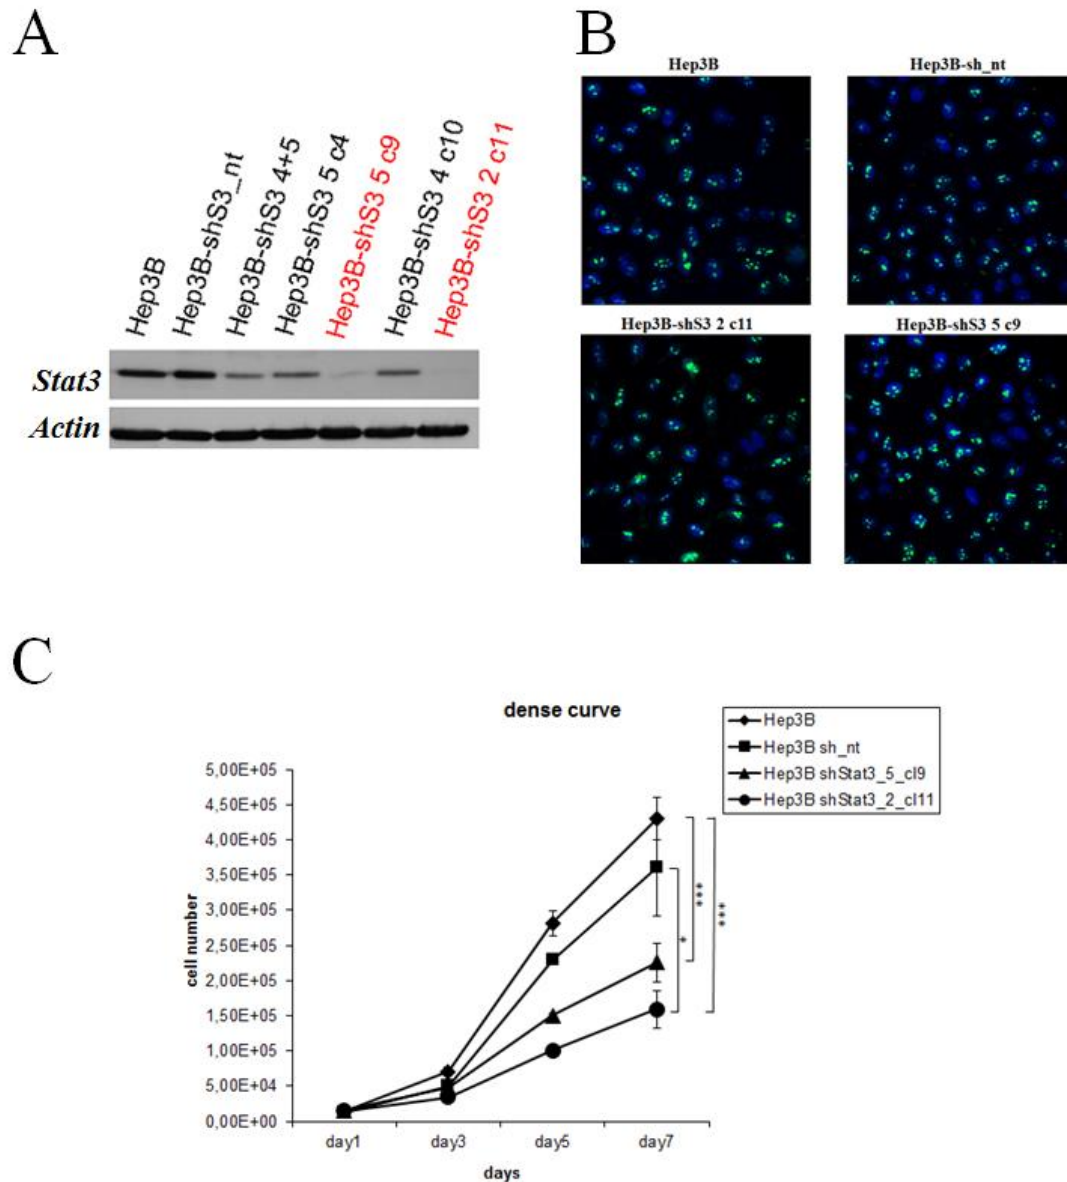 A
B
Hep3B
Hep3B-shS3_nt
Hep3B-shS3 4+5
Hep3B-shS3 5 c4
Hep3B-shS3 5 c9
Hep3B-shS3 4 c10
Hep3B-shS3 2 c11
Stat3
Actin
Hep3B
Hep3B-sh_nt
Hep3B-shS3 2 c11
Hep3B-shS3 5 c9
C
dense curve
Hep3B
Hep3B sh_nt
Hep3B shStat3_5_cl9
Hep3B shStat3_2_cl11
5,00E+05
4,50E+05
4,00E+05
3,50E+05
3,00E+05
2,50E+05
2,00E+05
1,50E+05
1,00E+05
5,00E+04
0,00E+00
cell number
*
***
***
day1 day3 day5 day7
days